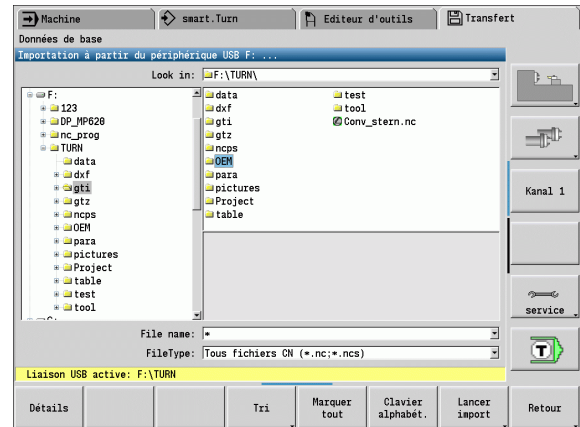 Machine
smart.Turn
Editeur d'outils
Transfert
Données de base
Importation à partir du périphérique USB F: ...
Look in: F:\TURN\
F:
123
DP_MP620
nc_prog
TURN
data
dxf
gti
gtz
ncps
OEM
para
pictures
Project
table
test
tool
data
dxf
gti
gtz
ncps
OEM
para
pictures
Project
table
test
tool
Conv_stern.nc
File name: *
FileType: Tous fichiers CN (*.nc;*.ncs)
Liaison USB active: F:\TURN
Kanal 1
service
T
Détails
Tri
Marquer
tout
Clavier
alphabét.
Lancer
import
Retour